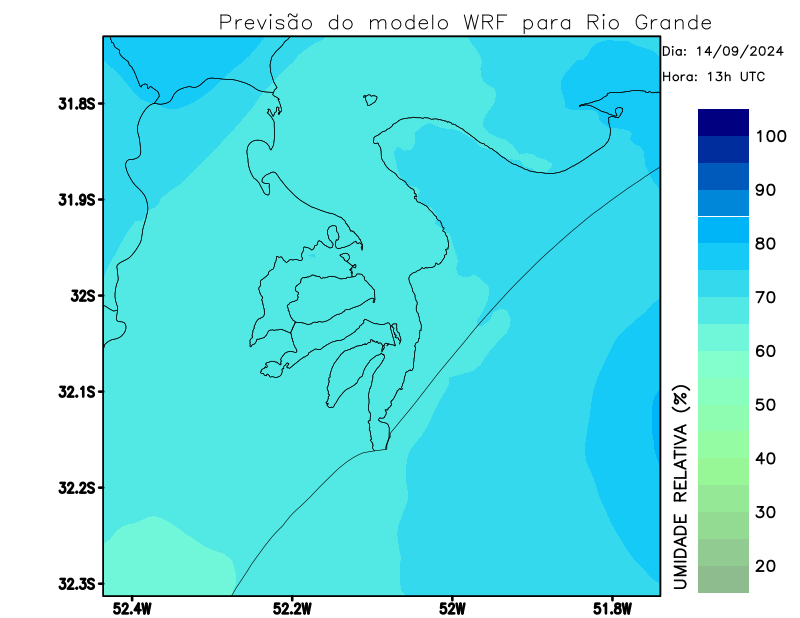 Previsão do modelo WRF para Rio Grande
Dia: 14/09/2024
Hora: 13h UTC
31.8S
31.9S
32S
32.1S
32.2S
32.3S
52.4W
52.2W
52W
51.8W
100
90
80
70
60
50
40
30
20
UMIDADE RELATIVA (%)